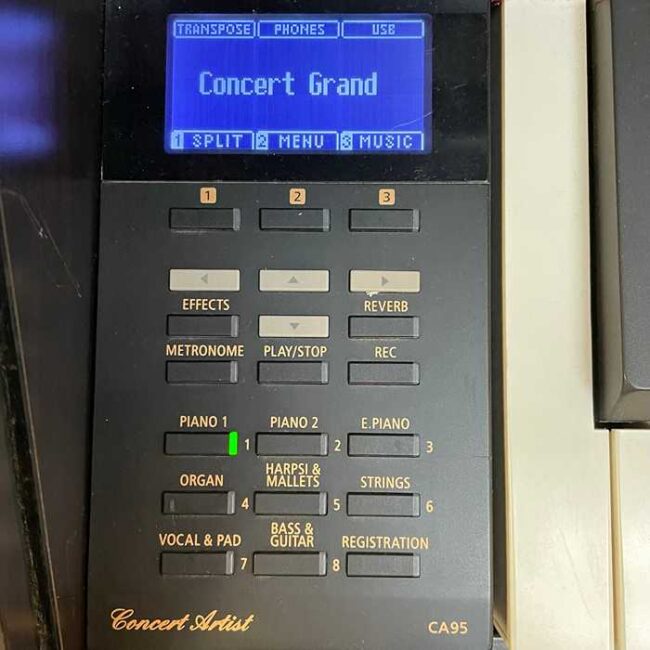 TRANSPOSE PHONES USB
Concert Grand
1 SPLIT 2 MENU 3 MUSIC
1 2 3
EFFECTS REVERB
METRONOME PLAY/STOP REC
PIANO 1 PIANO 2 E.PIANO
1 2 3
ORGAN HARPSI & MALLETS STRINGS
4 5 6
VOCAL & PAD BASS & GUITAR REGISTRATION
7 8
Concert Artist CA95